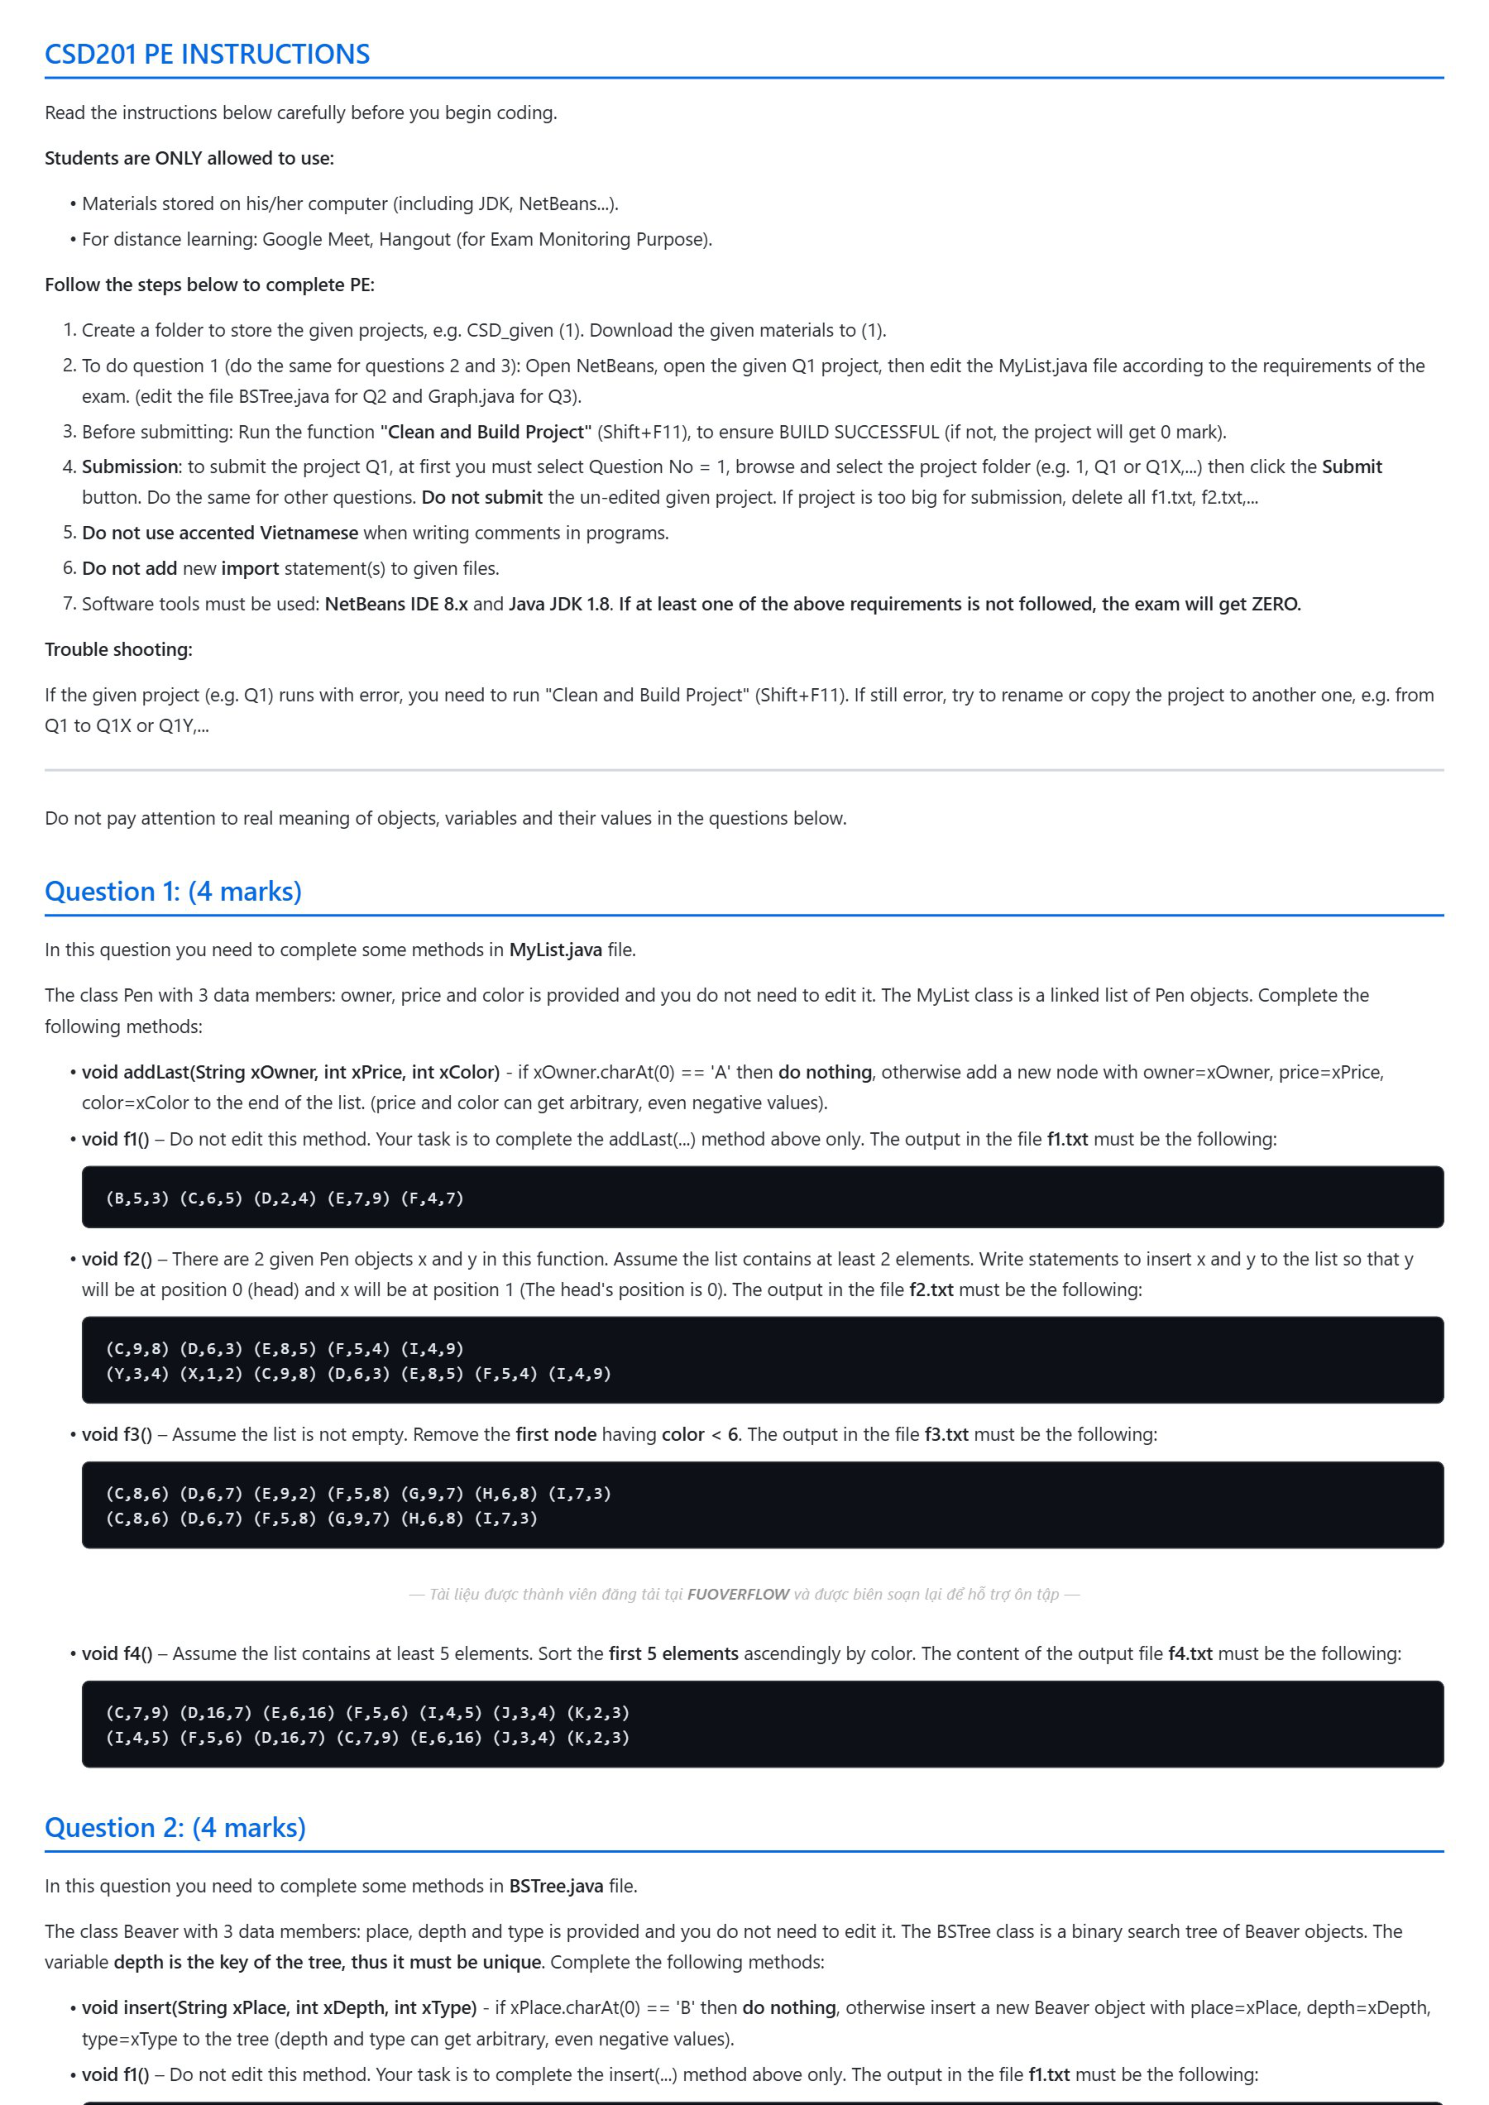 CSD201 PE INSTRUCTIONS
Read the instructions below carefully before you begin coding.
Students are ONLY allowed to use:
• Materials stored on his/her computer (including JDK, NetBeans...).
• For distance learning: Google Meet, Hangout (for Exam Monitoring Purpose).
Follow the steps below to complete PE:
1. Create a folder to store the given projects, e.g. CSD_given (1). Download the given materials to (1).
2. To do question 1 (do the same for questions 2 and 3): Open NetBeans, open the given Q1 project, then edit the MyList.java file according to the requirements of the
exam. (edit the file BSTree.java for Q2 and Graph.java for Q3).
3. Before submitting: Run the function "Clean and Build Project" (Shift+F11), to ensure BUILD SUCCESSFUL (if not, the project will get 0 mark).
4. Submission: to submit the project Q1, at first you must select Question No = 1, browse and select the project folder (e.g. 1, Q1 or Q1X,...) then click the Submit
button. Do the same for other questions. Do not submit the un-edited given project. If project is too big for submission, delete all f1.txt, f2.txt,...
5. Do not use accented Vietnamese when writing comments in programs.
6. Do not add new import statement(s) to given files.
7. Software tools must be used: NetBeans IDE 8.x and Java JDK 1.8. If at least one of the above requirements is not followed, the exam will get ZERO.
Trouble shooting:
If the given project (e.g. Q1) runs with error, you need to run "Clean and Build Project" (Shift+F11). If still error, try to rename or copy the project to another one, e.g. from
Q1 to Q1X or Q1Y,...
Do not pay attention to real meaning of objects, variables and their values in the questions below.
Question 1: (4 marks)
In this question you need to complete some methods in MyList.java file.
The class Pen with 3 data members: owner, price and color is provided and you do not need to edit it. The MyList class is a linked list of Pen objects. Complete the
following methods:
• void addLast(String xOwner, int xPrice, int xColor) - if xOwner.charAt(0) == 'A' then do nothing, otherwise add a new node with owner=xOwner, price=xPrice,
color=xColor to the end of the list. (price and color can get arbitrary, even negative values).
• void f1() – Do not edit this method. Your task is to complete the addLast(...) method above only. The output in the file f1.txt must be the following:
(B,5,3) (C,6,5) (D,2,4) (E,7,9) (F,4,7)
• void f2() – There are 2 given Pen objects x and y in this function. Assume the list contains at least 2 elements. Write statements to insert x and y to the list so that y
will be at position 0 (head) and x will be at position 1 (The head's position is 0). The output in the file f2.txt must be the following:
(C,9,8) (D,6,3) (E,8,5) (F,5,4) (I,4,9)
(Y,3,4) (X,1,2) (C,9,8) (D,6,3) (E,8,5) (F,5,4) (I,4,9)
• void f3() – Assume the list is not empty. Remove the first node having color < 6. The output in the file f3.txt must be the following:
(C,8,6) (D,6,7) (E,9,2) (F,5,8) (G,9,7) (H,6,8) (I,7,3)
(C,8,6) (D,6,7) (F,5,8) (G,9,7) (H,6,8) (I,7,3)
— Tài liệu được thành viên đăng tải tại FUOVERFLOW và được biên soạn lại để hỗ trợ ôn tập —
• void f4() – Assume the list contains at least 5 elements. Sort the first 5 elements ascendingly by color. The content of the output file f4.txt must be the following:
(C,7,9) (D,16,7) (E,6,16) (F,5,6) (I,4,5) (J,3,4) (K,2,3)
(I,4,5) (F,5,6) (D,16,7) (C,7,9) (E,6,16) (J,3,4) (K,2,3)
Question 2: (4 marks)
In this question you need to complete some methods in BSTree.java file.
The class Beaver with 3 data members: place, depth and type is provided and you do not need to edit it. The BSTree class is a binary search tree of Beaver objects. The
variable depth is the key of the tree, thus it must be unique. Complete the following methods:
• void insert(String xPlace, int xDepth, int xType) - if xPlace.charAt(0) == 'B' then do nothing, otherwise insert a new Beaver object with place=xPlace, depth=xDepth,
type=xType to the tree (depth and type can get arbitrary, even negative values).
• void f1() – Do not edit this method. Your task is to complete the insert(...) method above only. The output in the file f1.txt must be the following: